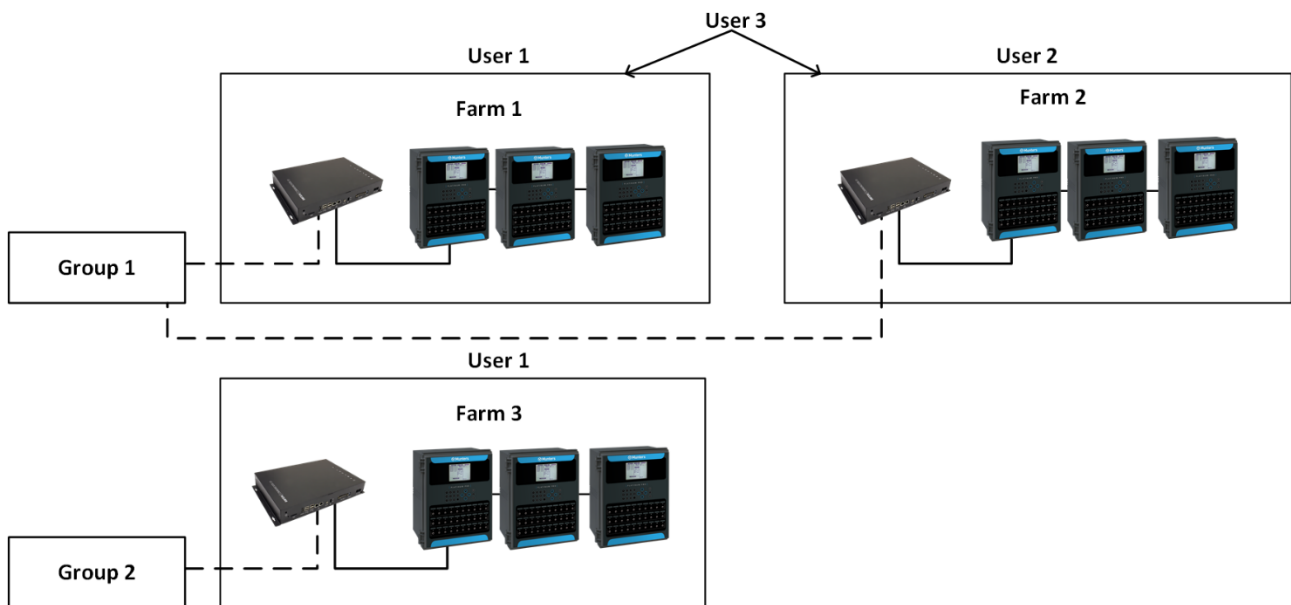 User 3
User 1
User 2
Farm 1
Farm 2
Group 1
User 1
Farm 3
Group 2